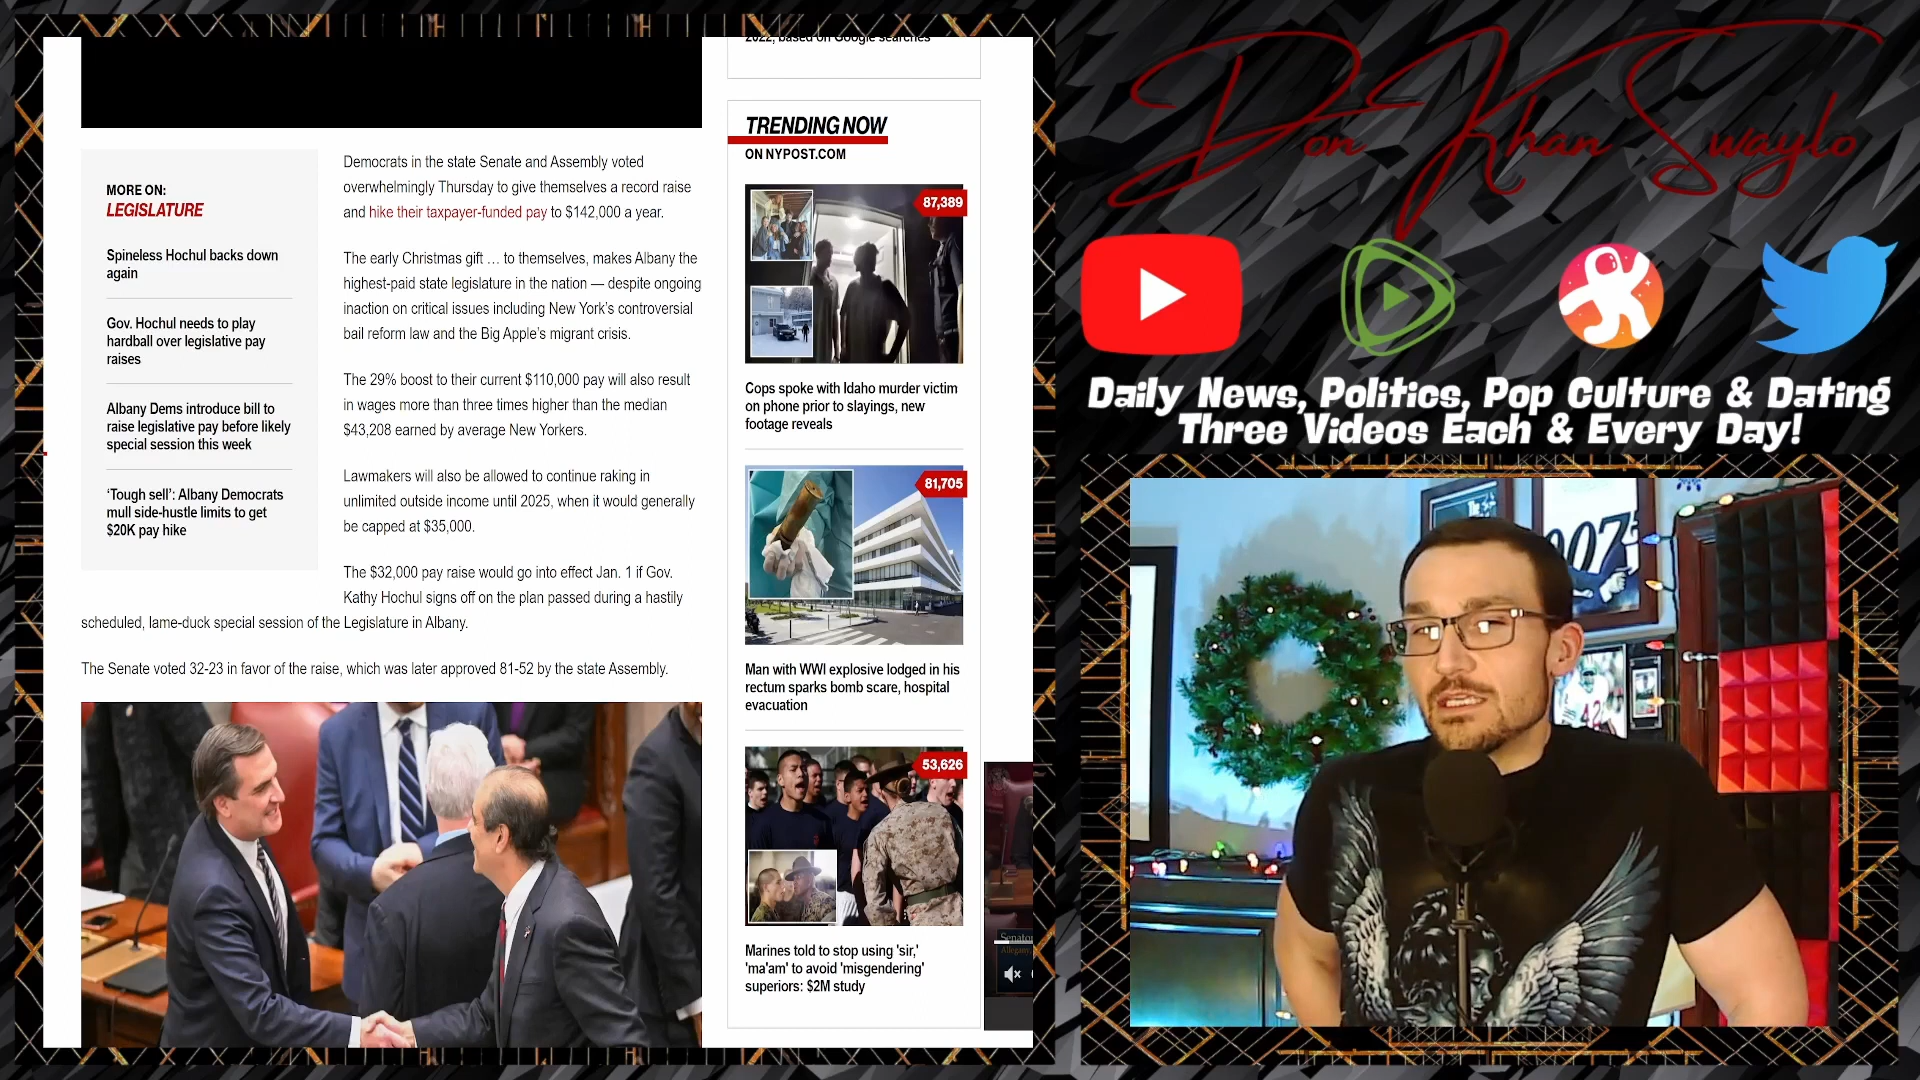 2022, based on Google searches
TRENDING NOW
ON NYPOST.COM
MORE ON:
LEGISLATURE
Spineless Hochul backs down
again
Gov. Hochul needs to play
hardball over legislative pay
raises
Albany Dems introduce bill to
raise legislative pay before likely
special session this week
‘Tough sell’: Albany Democrats
mull side-hustle limits to get
$20K pay hike
Democrats in the state Senate and Assembly voted
overwhelmingly Thursday to give themselves a record raise
and hike their taxpayer-funded pay to $142,000 a year.
The early Christmas gift … to themselves, makes Albany the
highest-paid state legislature in the nation — despite ongoing
inaction on critical issues including New York’s controversial
bail reform law and the Big Apple’s migrant crisis.
The 29% boost to their current $110,000 pay will also result
in wages more than three times higher than the median
$43,208 earned by average New Yorkers.
Lawmakers will also be allowed to continue raking in
unlimited outside income until 2025, when it would generally
be capped at $35,000.
The $32,000 pay raise would go into effect Jan. 1 if Gov.
Kathy Hochul signs off on the plan passed during a hastily
scheduled, lame-duck special session of the Legislature in Albany.
The Senate voted 32-23 in favor of the raise, which was later approved 81-52 by the state Assembly.
87,389
Cops spoke with Idaho murder victim
on phone prior to slayings, new
footage reveals
81,705
Man with WWI explosive lodged in his
rectum sparks bomb scare, hospital
evacuation
53,626
Marines told to stop using 'sir,'
'ma'am' to avoid 'misgendering'
superiors: $2M study
Senator
Allegany,
Don Khan Swaylo
Daily News, Politics, Pop Culture & Dating
Three Videos Each & Every Day!
007
42